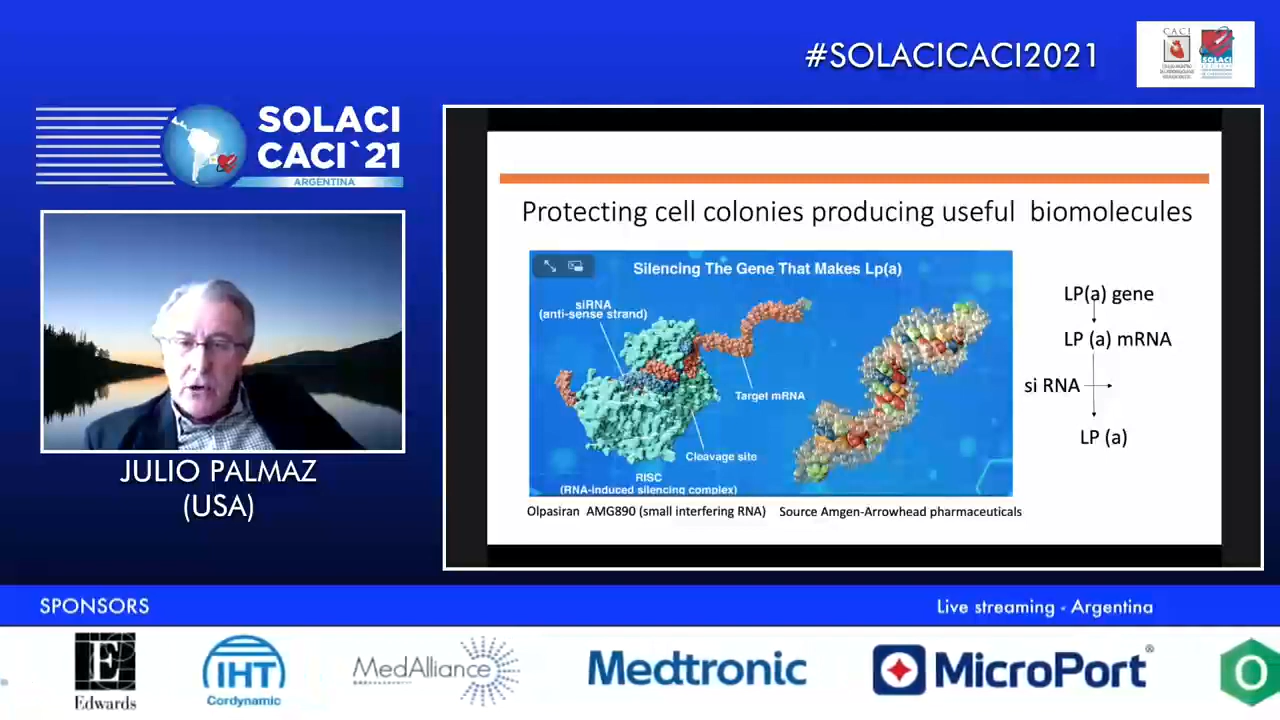 #SOLACICACI2021
CACI
SOLACI
SOLACI
CACI`21
ARGENTINA
JULIO PALMAZ
(USA)
Protecting cell colonies producing useful biomolecules
Silencing The Gene That Makes Lp(a)
siRNA
(anti-sense strand)
Target mRNA
Cleavage site
RISC
(RNA-induced silencing complex)
LP(a) gene
LP (a) mRNA
si RNA
LP (a)
Olpasiran AMG890 (small interfering RNA) Source Amgen-Arrowhead pharmaceuticals
SPONSORS
Live streaming - Argentina
E
Edwards
IHT
Cordynamic
MedAlliance
Medtronic
MicroPort®
O